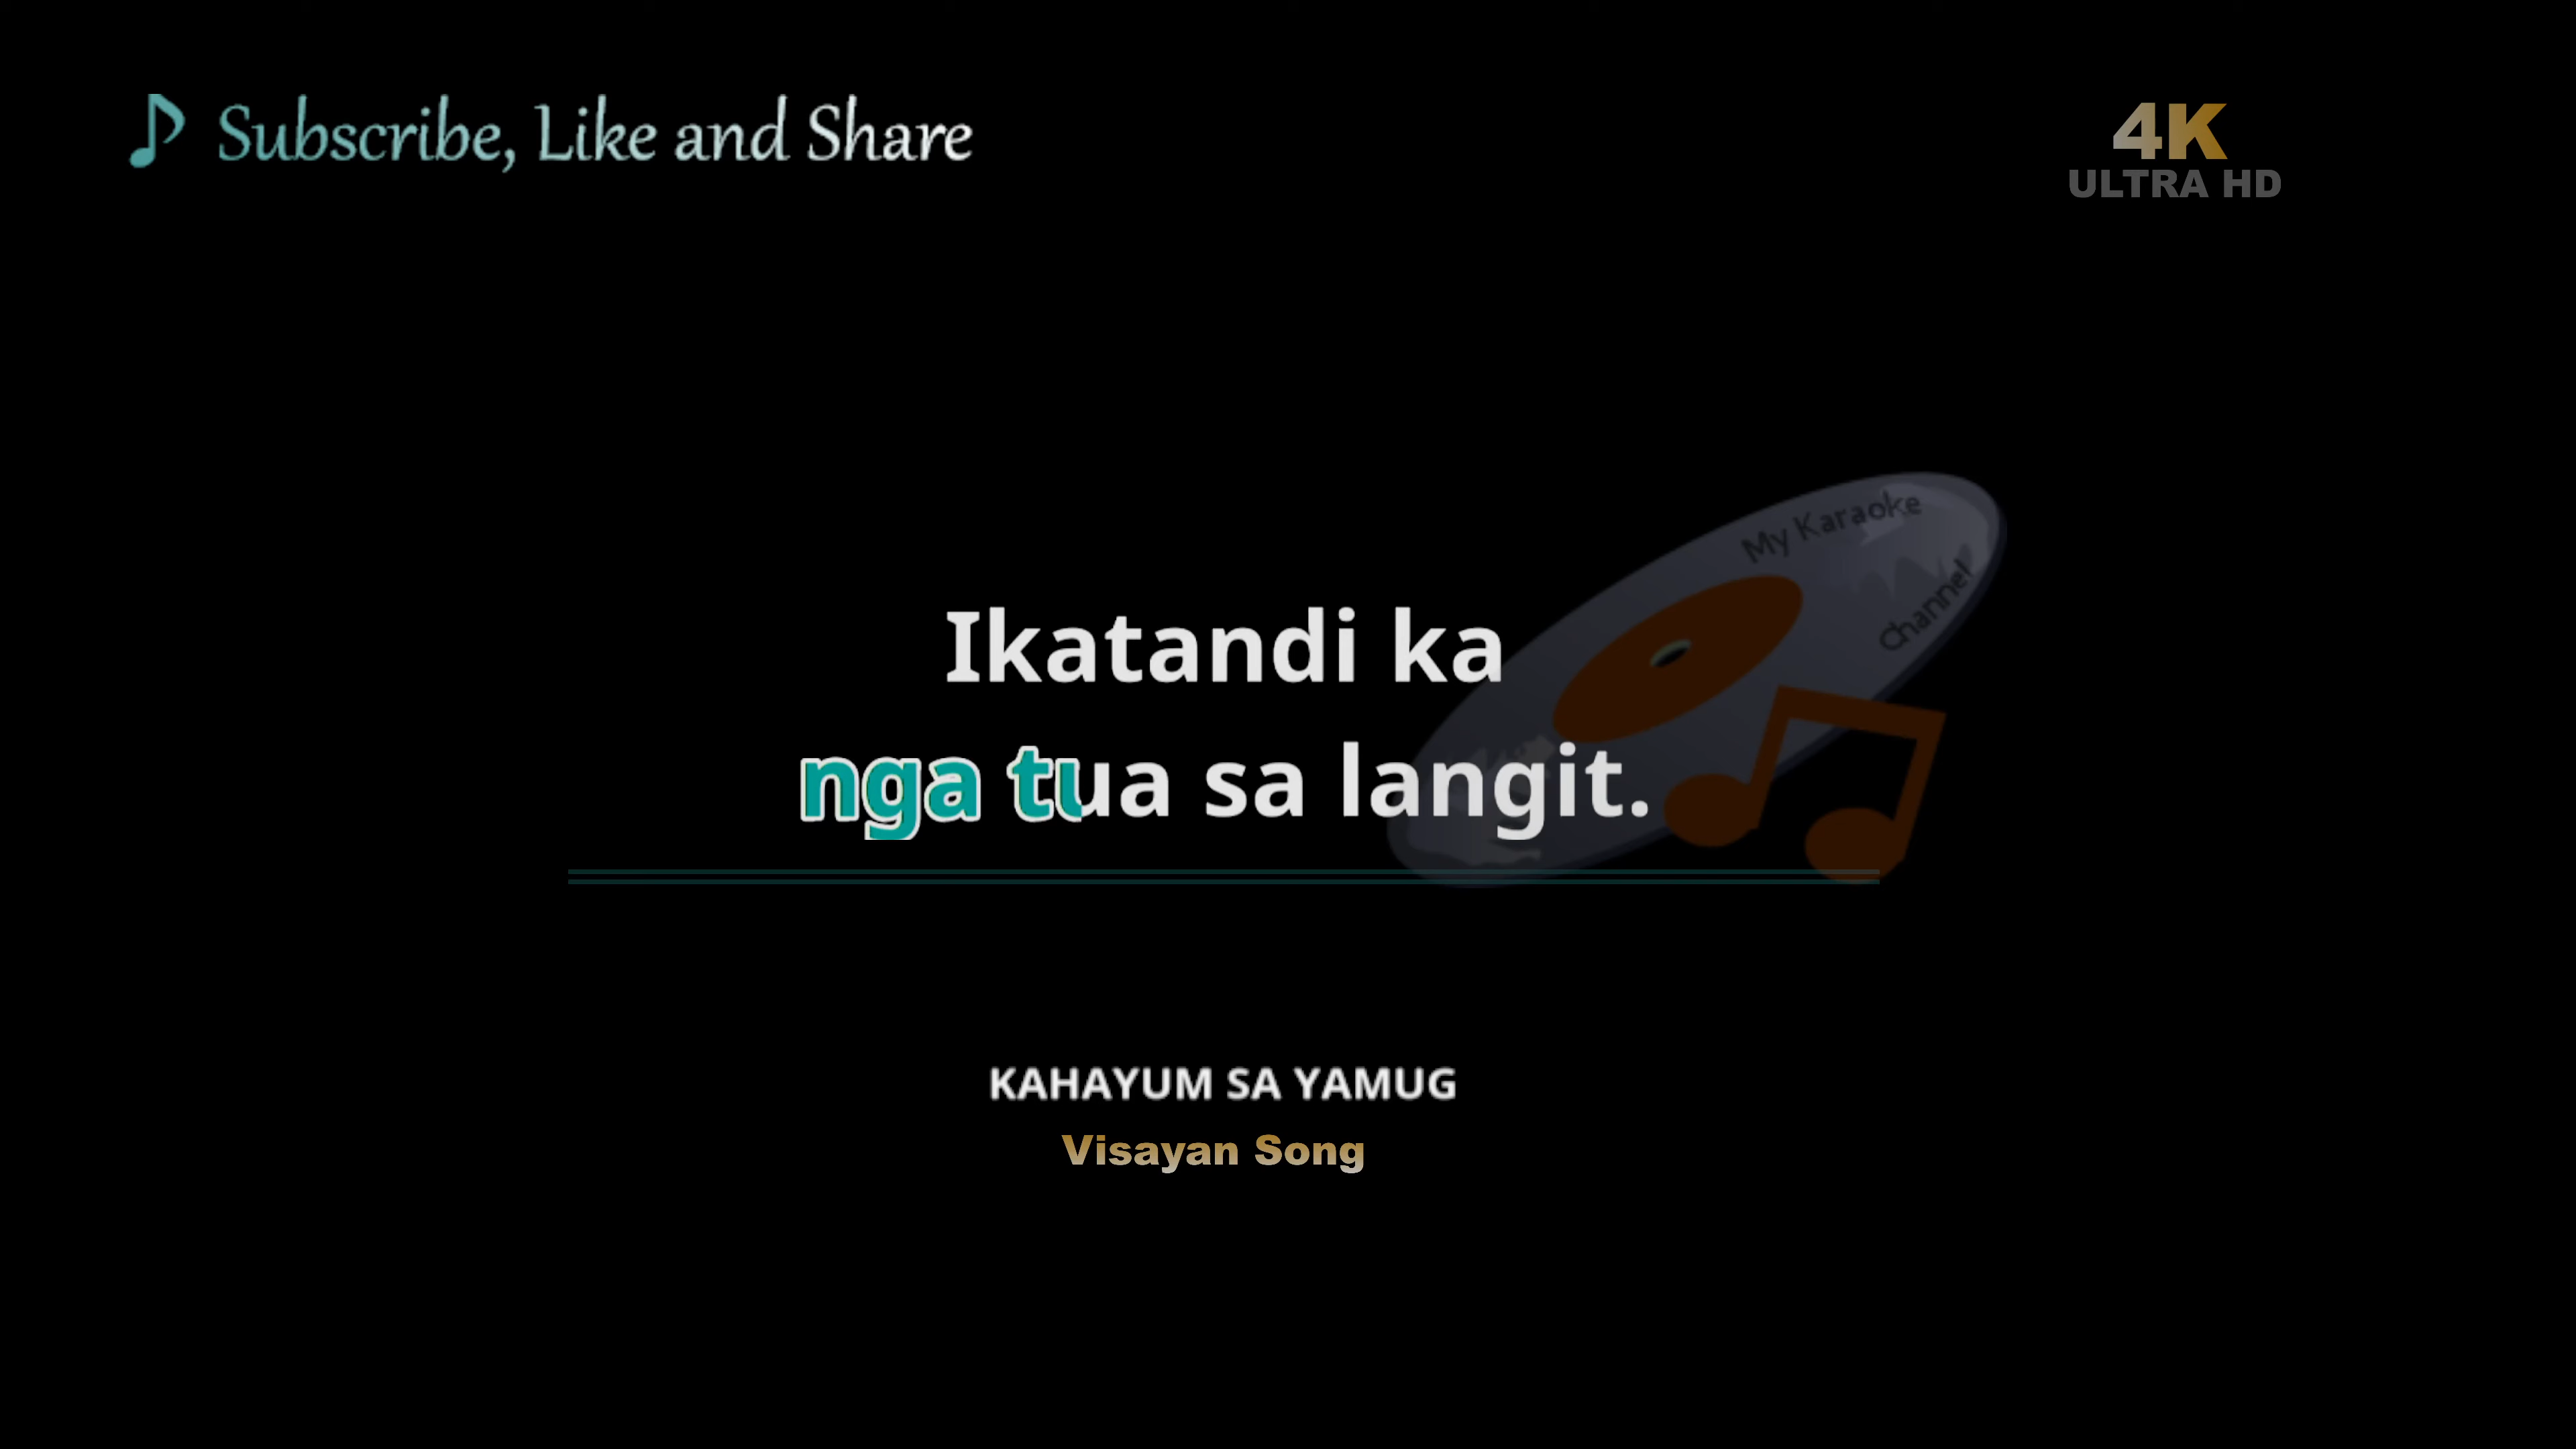 Subscribe, Like and Share
4K
ULTRA HD
My Karaoke
channel
Ikatandi ka
nga tua sa langit.
KAHAYUM SA YAMUG
Visayan Song